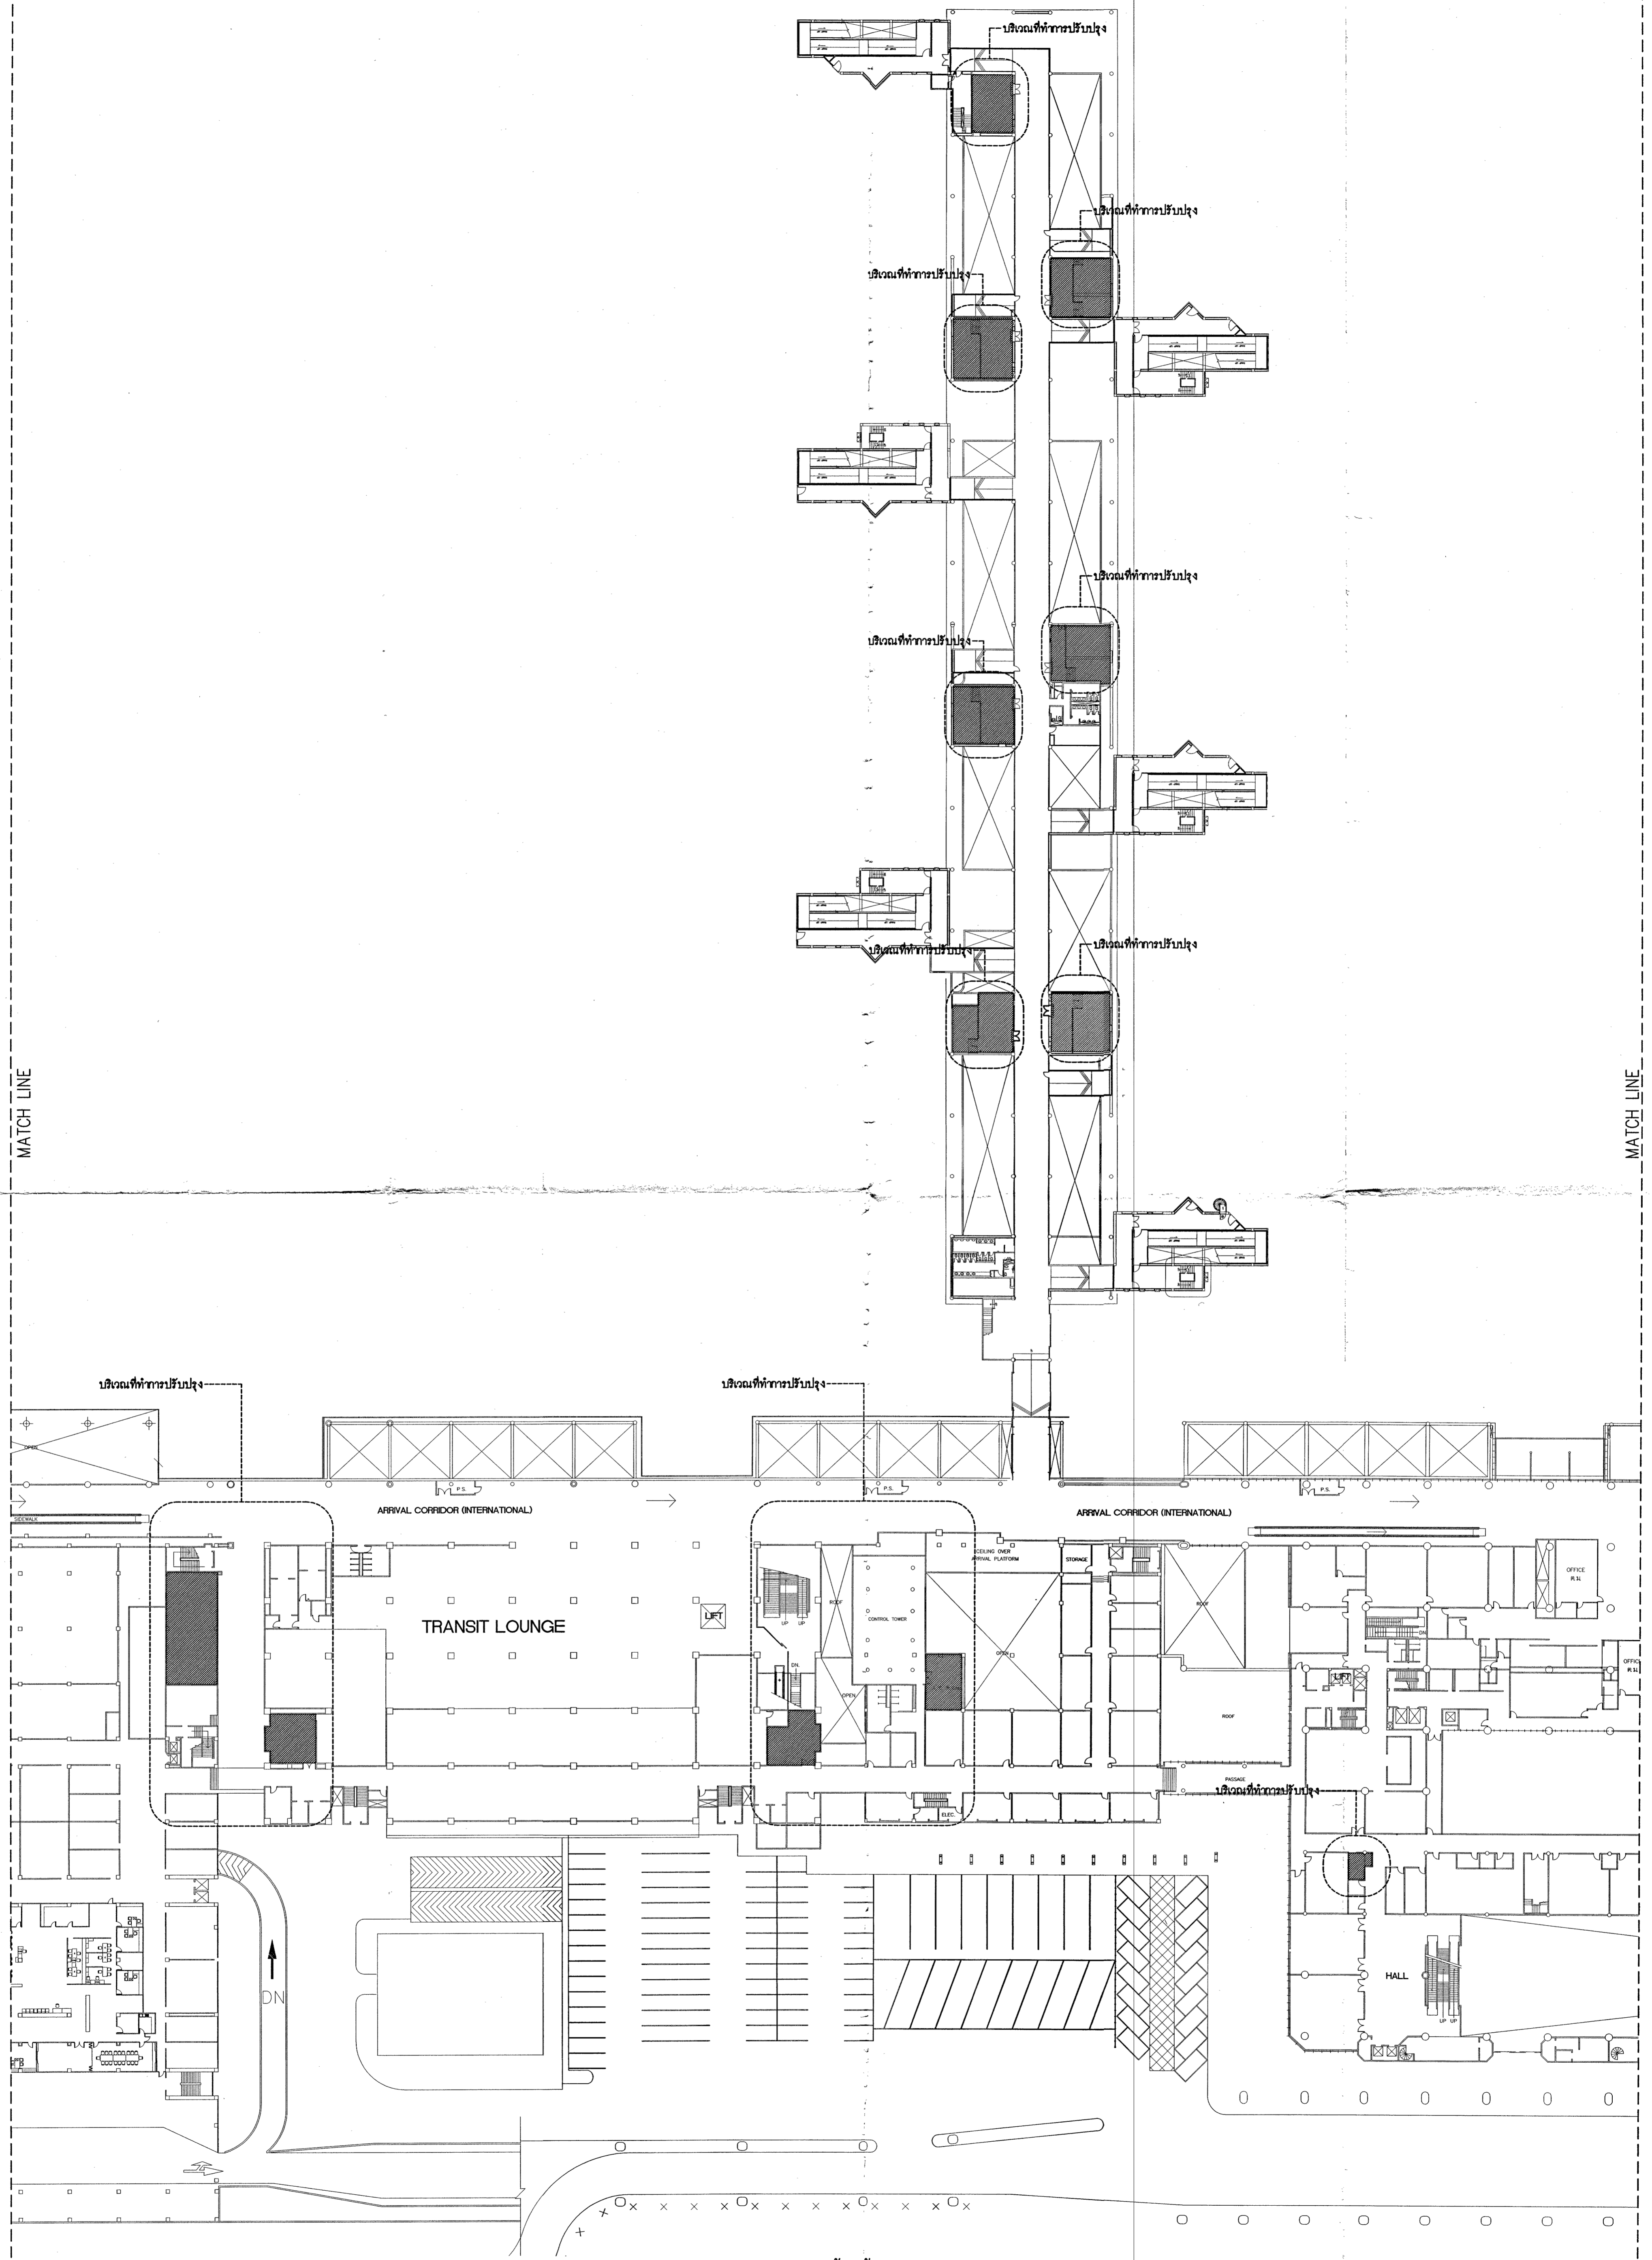 บริเวณที่ทำการปรับปรุง
บริเวณที่ทำการปรับปรุง
บริเวณที่ทำการปรับปรุง
บริเวณที่ทำการปรับปรุง
บริเวณที่ทำการปรับปรุง
บริเวณที่ทำการปรับปรุง
บริเวณที่ทำการปรับปรุง
MATCH LINE
MATCH LINE
บริเวณที่ทำการปรับปรุง
บริเวณที่ทำการปรับปรุง
OPEN
P.S.
P.S.
P.S.
ARRIVAL CORRIDOR (INTERNATIONAL)
ARRIVAL CORRIDOR (INTERNATIONAL)
SIDEWALK
CEILING OVER
ARRIVAL PLATFORM
STORAGE
OFFICE
ROOF
ROOF
LIFT
CONTROL TOWER
UP UP
TRANSIT LOUNGE
DN
OPEN
OFFICE
DN.
LIFT
OPEN
ROOF
PASSAGE
บริเวณที่ทำการปรับปรุง
ELEC.
HALL
DN
UP UP